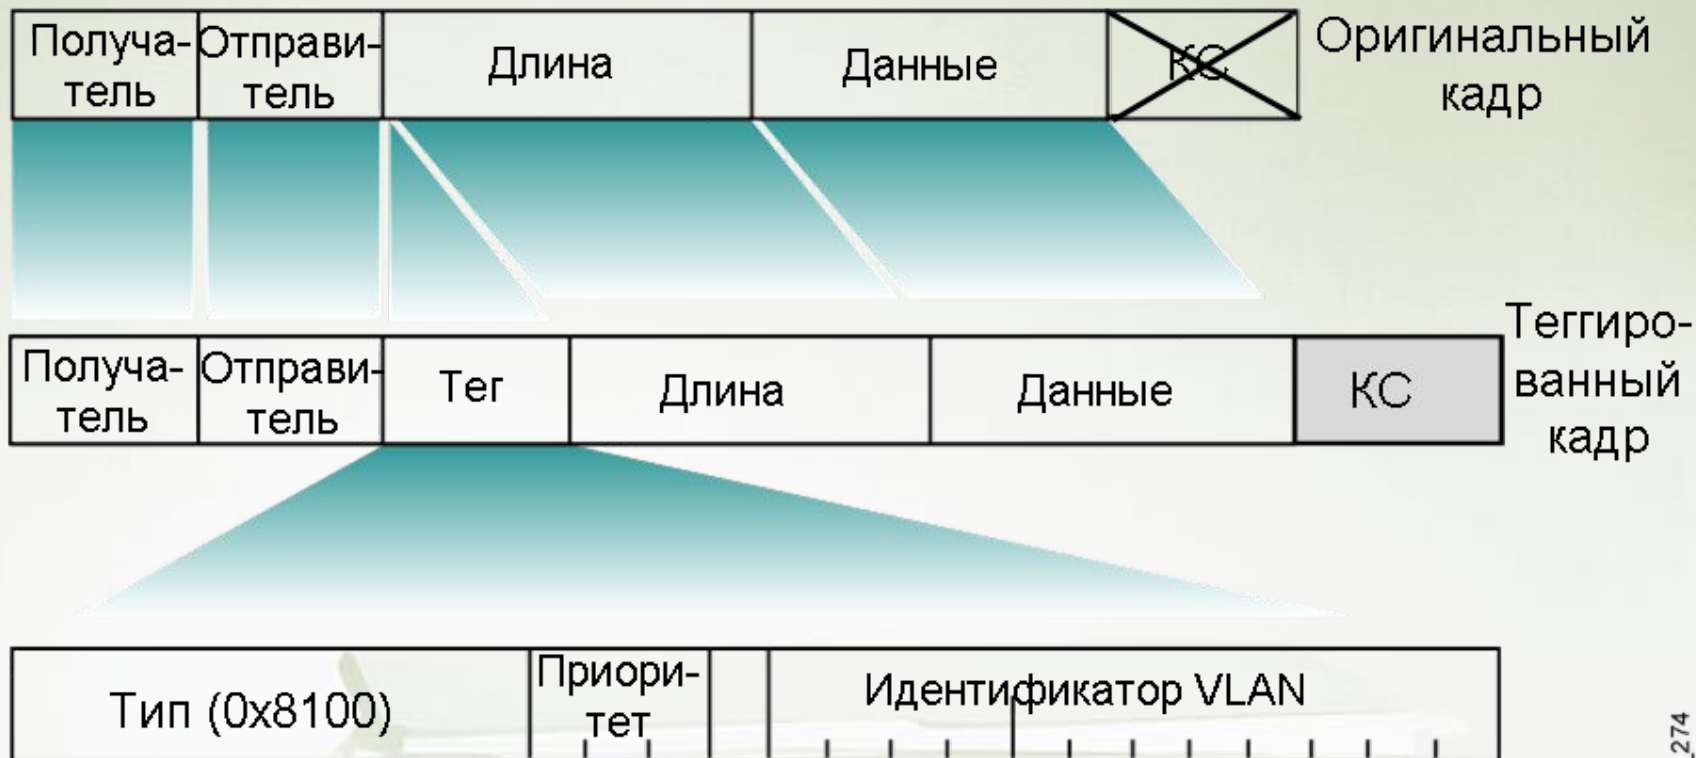 Получа-
тель
Отправи-
тель
Длина
Данные
КС
Оригинальный
кадр
Получа-
тель
Отправи-
тель
Тег
Длина
Данные
КС
Теггиро-
ванный
кадр
Тип (0x8100)
Приори-
тет
Идентификатор VLAN
274